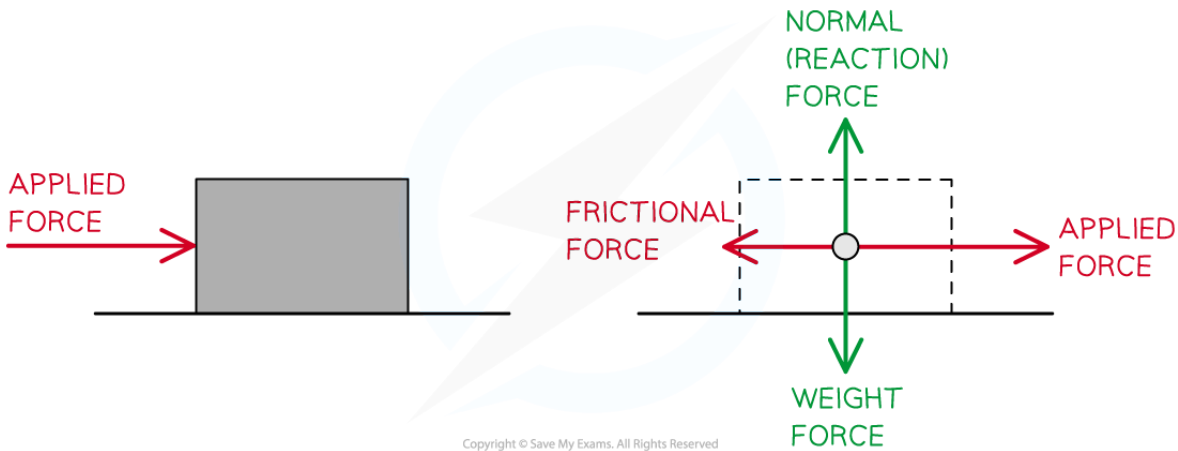 APPLIED
FORCE
NORMAL
(REACTION)
FORCE
FRICTIONAL
FORCE
APPLIED
FORCE
WEIGHT
FORCE
Copyright © Save My Exams. All Rights Reserved